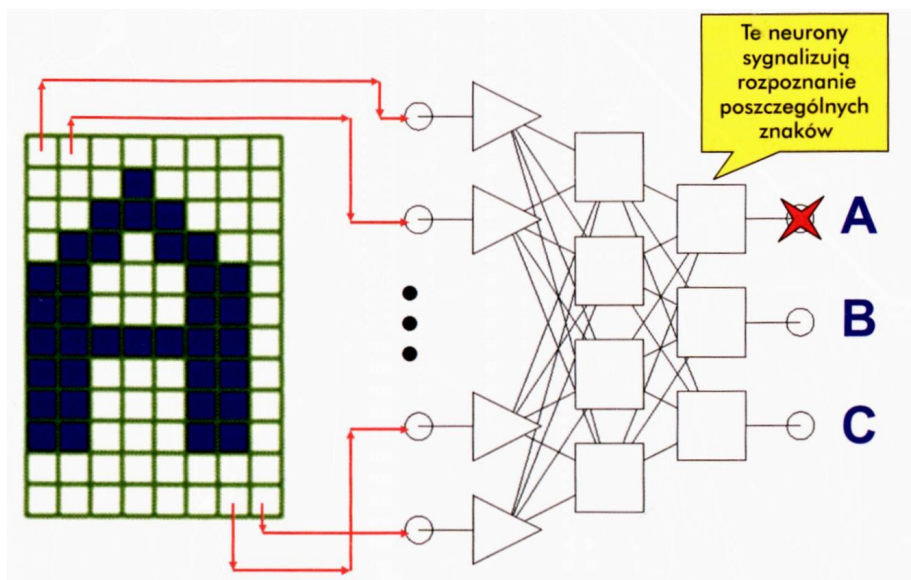 Te neurony
sygnalizują
rozpoznanie
poszczególnych
znaków
A
B
C